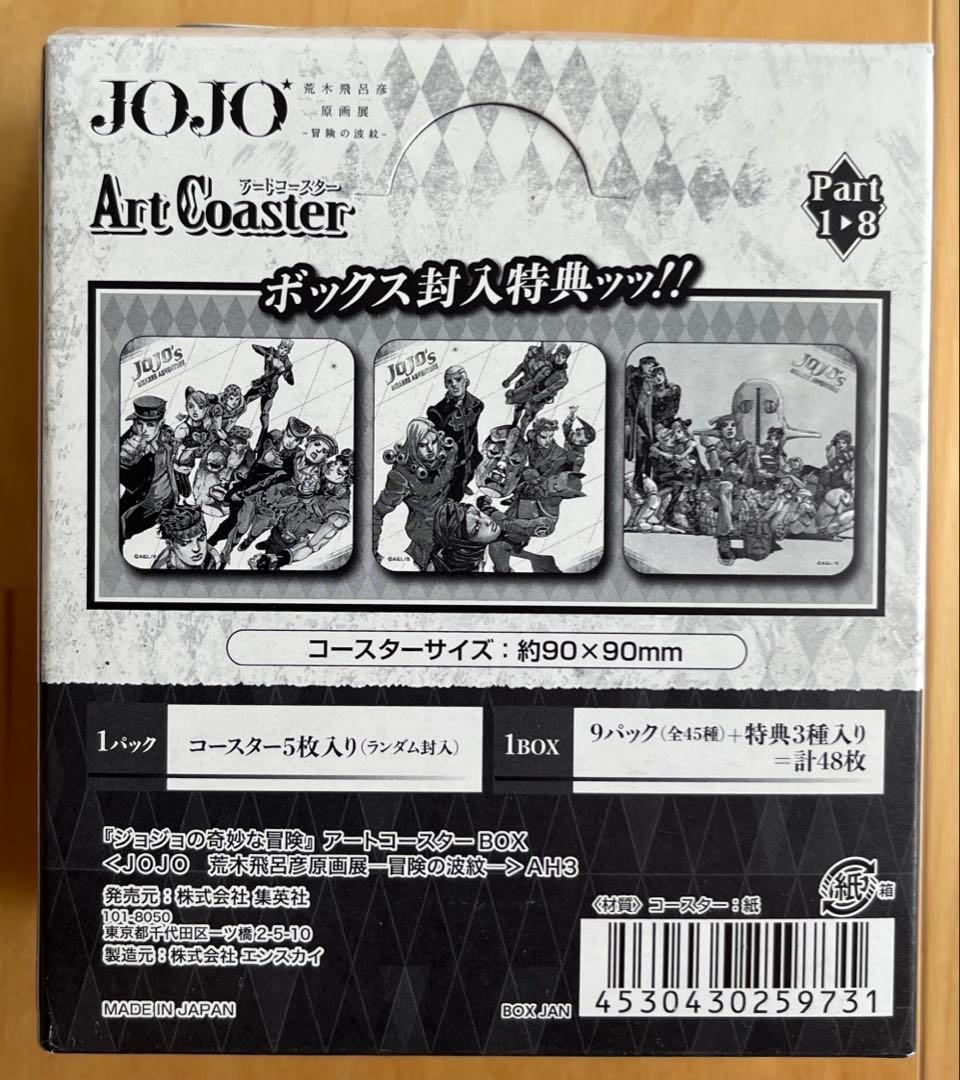 JOJO
荒木飛呂彦
原画展
-冒険の波紋-
アートコースター
Art Coaster
Part
1▶8
ボックス封入特典ッッ!!
JOJO's
BIZARRE ADVENTURE
©A&L/S
JOJO's
BIZARRE ADVENTURE
©A&L/S
JOJO's
BIZARRE ADVENTURE
©A&L/S
コースターサイズ：約90×90mm
1パック
コースター5枚入り(ランダム封入)
1BOX
9パック(全45種)+特典3種入り
=計48枚
『ジョジョの奇妙な冒険』アートコースターBOX
<JOJO 荒木飛呂彦原画展―冒険の波紋―>AH3
発売元：株式会社 集英社
101-8050
東京都千代田区一ツ橋2-5-10
製造元：株式会社 エンスカイ
MADE IN JAPAN
紙 箱
〈材質〉コースター：紙
BOX JAN
4530430259731